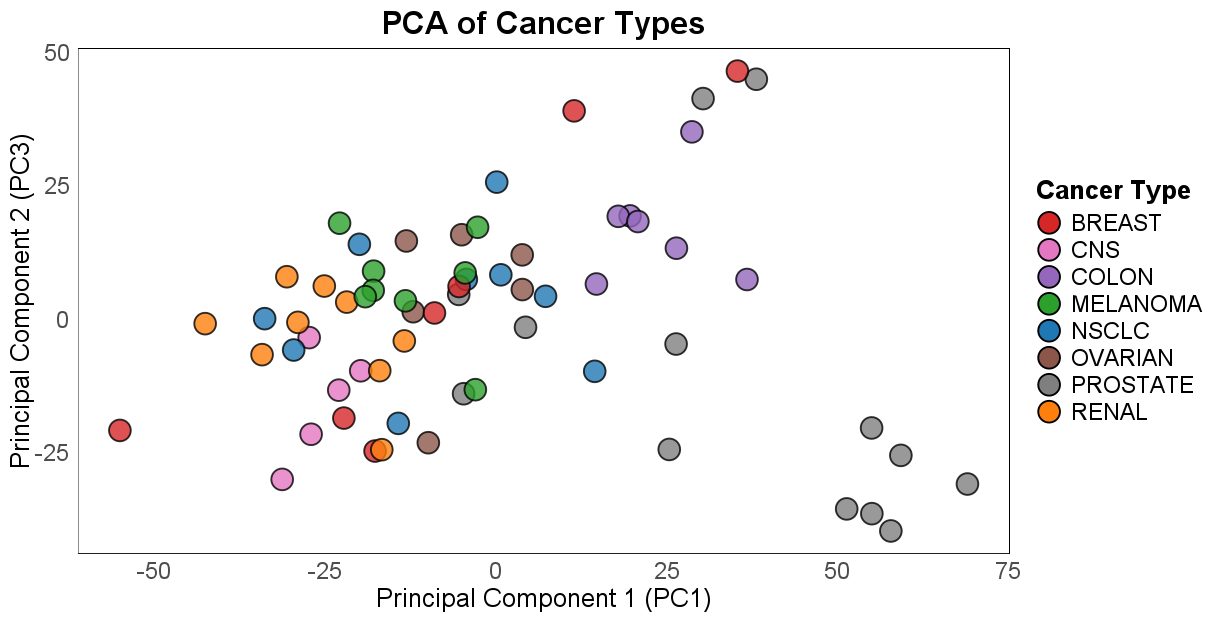 PCA of Cancer Types
Principal Component 2 (PC3)
50
25
0
-25
-50
-25
0
25
50
75
Principal Component 1 (PC1)
Cancer Type
BREAST
CNS
COLON
MELANOMA
NSCLC
OVARIAN
PROSTATE
RENAL